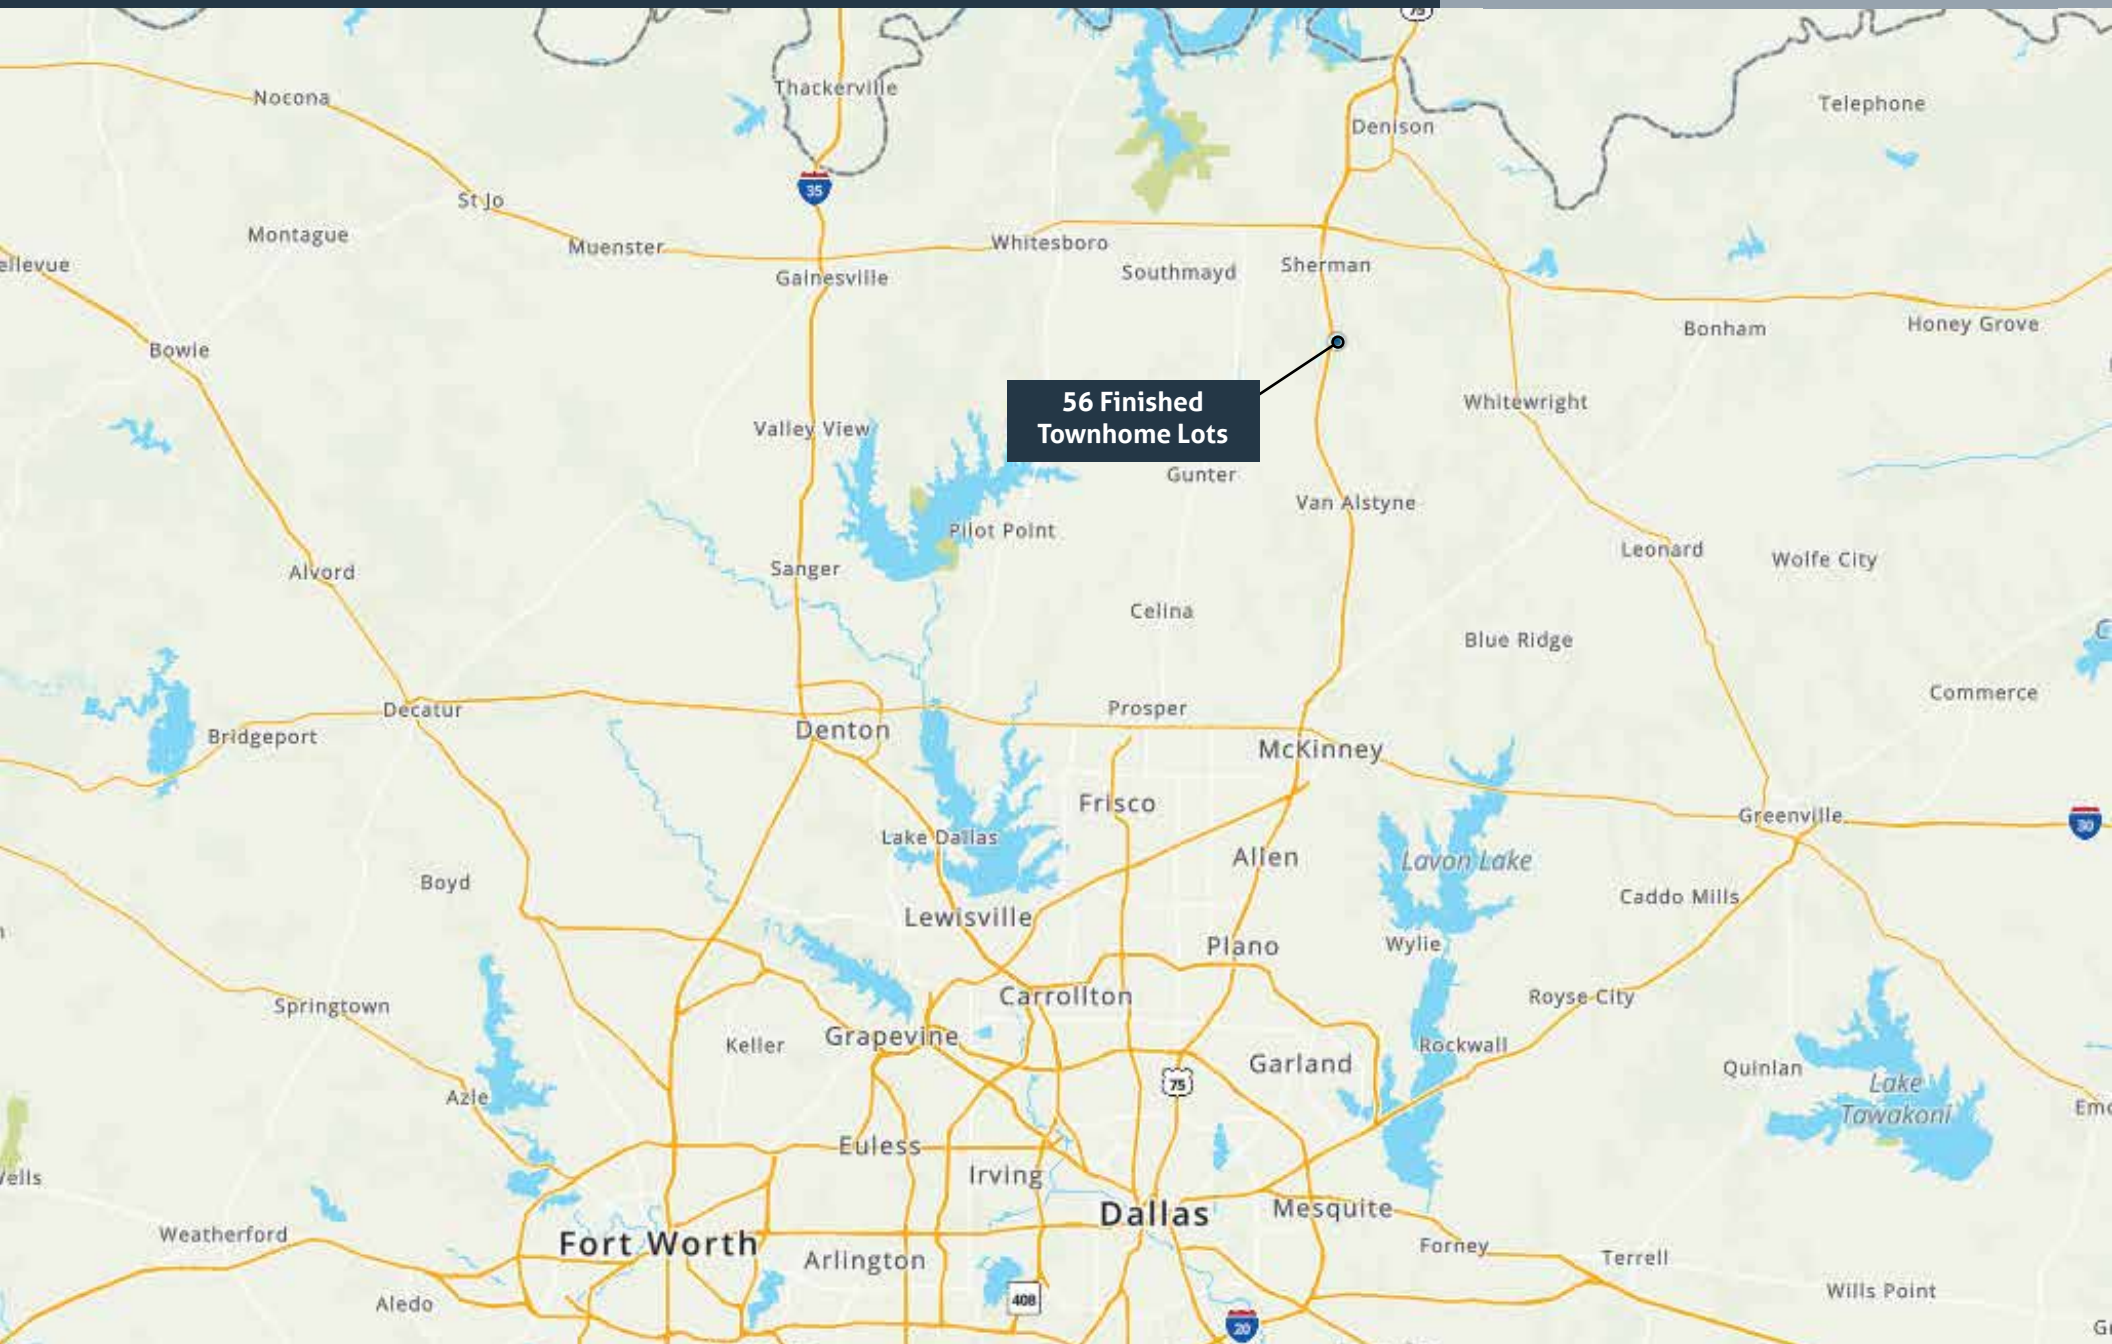 75
Thackerville
Nocona
Telephone
Denison
35
St Jo
Montague
Muenster
Whitesboro
ellevue
Gainesville
Southmayd
Sherman
Bonham
Honey Grove
Bowie
56 Finished
Townhome Lots
Whitewright
Valley View
Gunter
Van Alstyne
Pilot Point
Leonard
Wolfe City
Alvord
Sanger
Celina
Blue Ridge
C
Commerce
Decatur
Prosper
Bridgeport
Denton
McKinney
Frisco
Greenville
30
Lake Dallas
Allen
Lavon Lake
Boyd
Caddo Mills
Lewisville
Plano
Wylie
Springtown
Carrollton
Royse City
Keller
Grapevine
Rockwall
Garland
Quinlan
75
Lake
Tawakoni
Azle
Emo
Euless
Irving
ells
Dallas
Mesquite
Weatherford
Fort Worth
Arlington
Forney
Terrell
Wills Point
408
Aledo
20
G